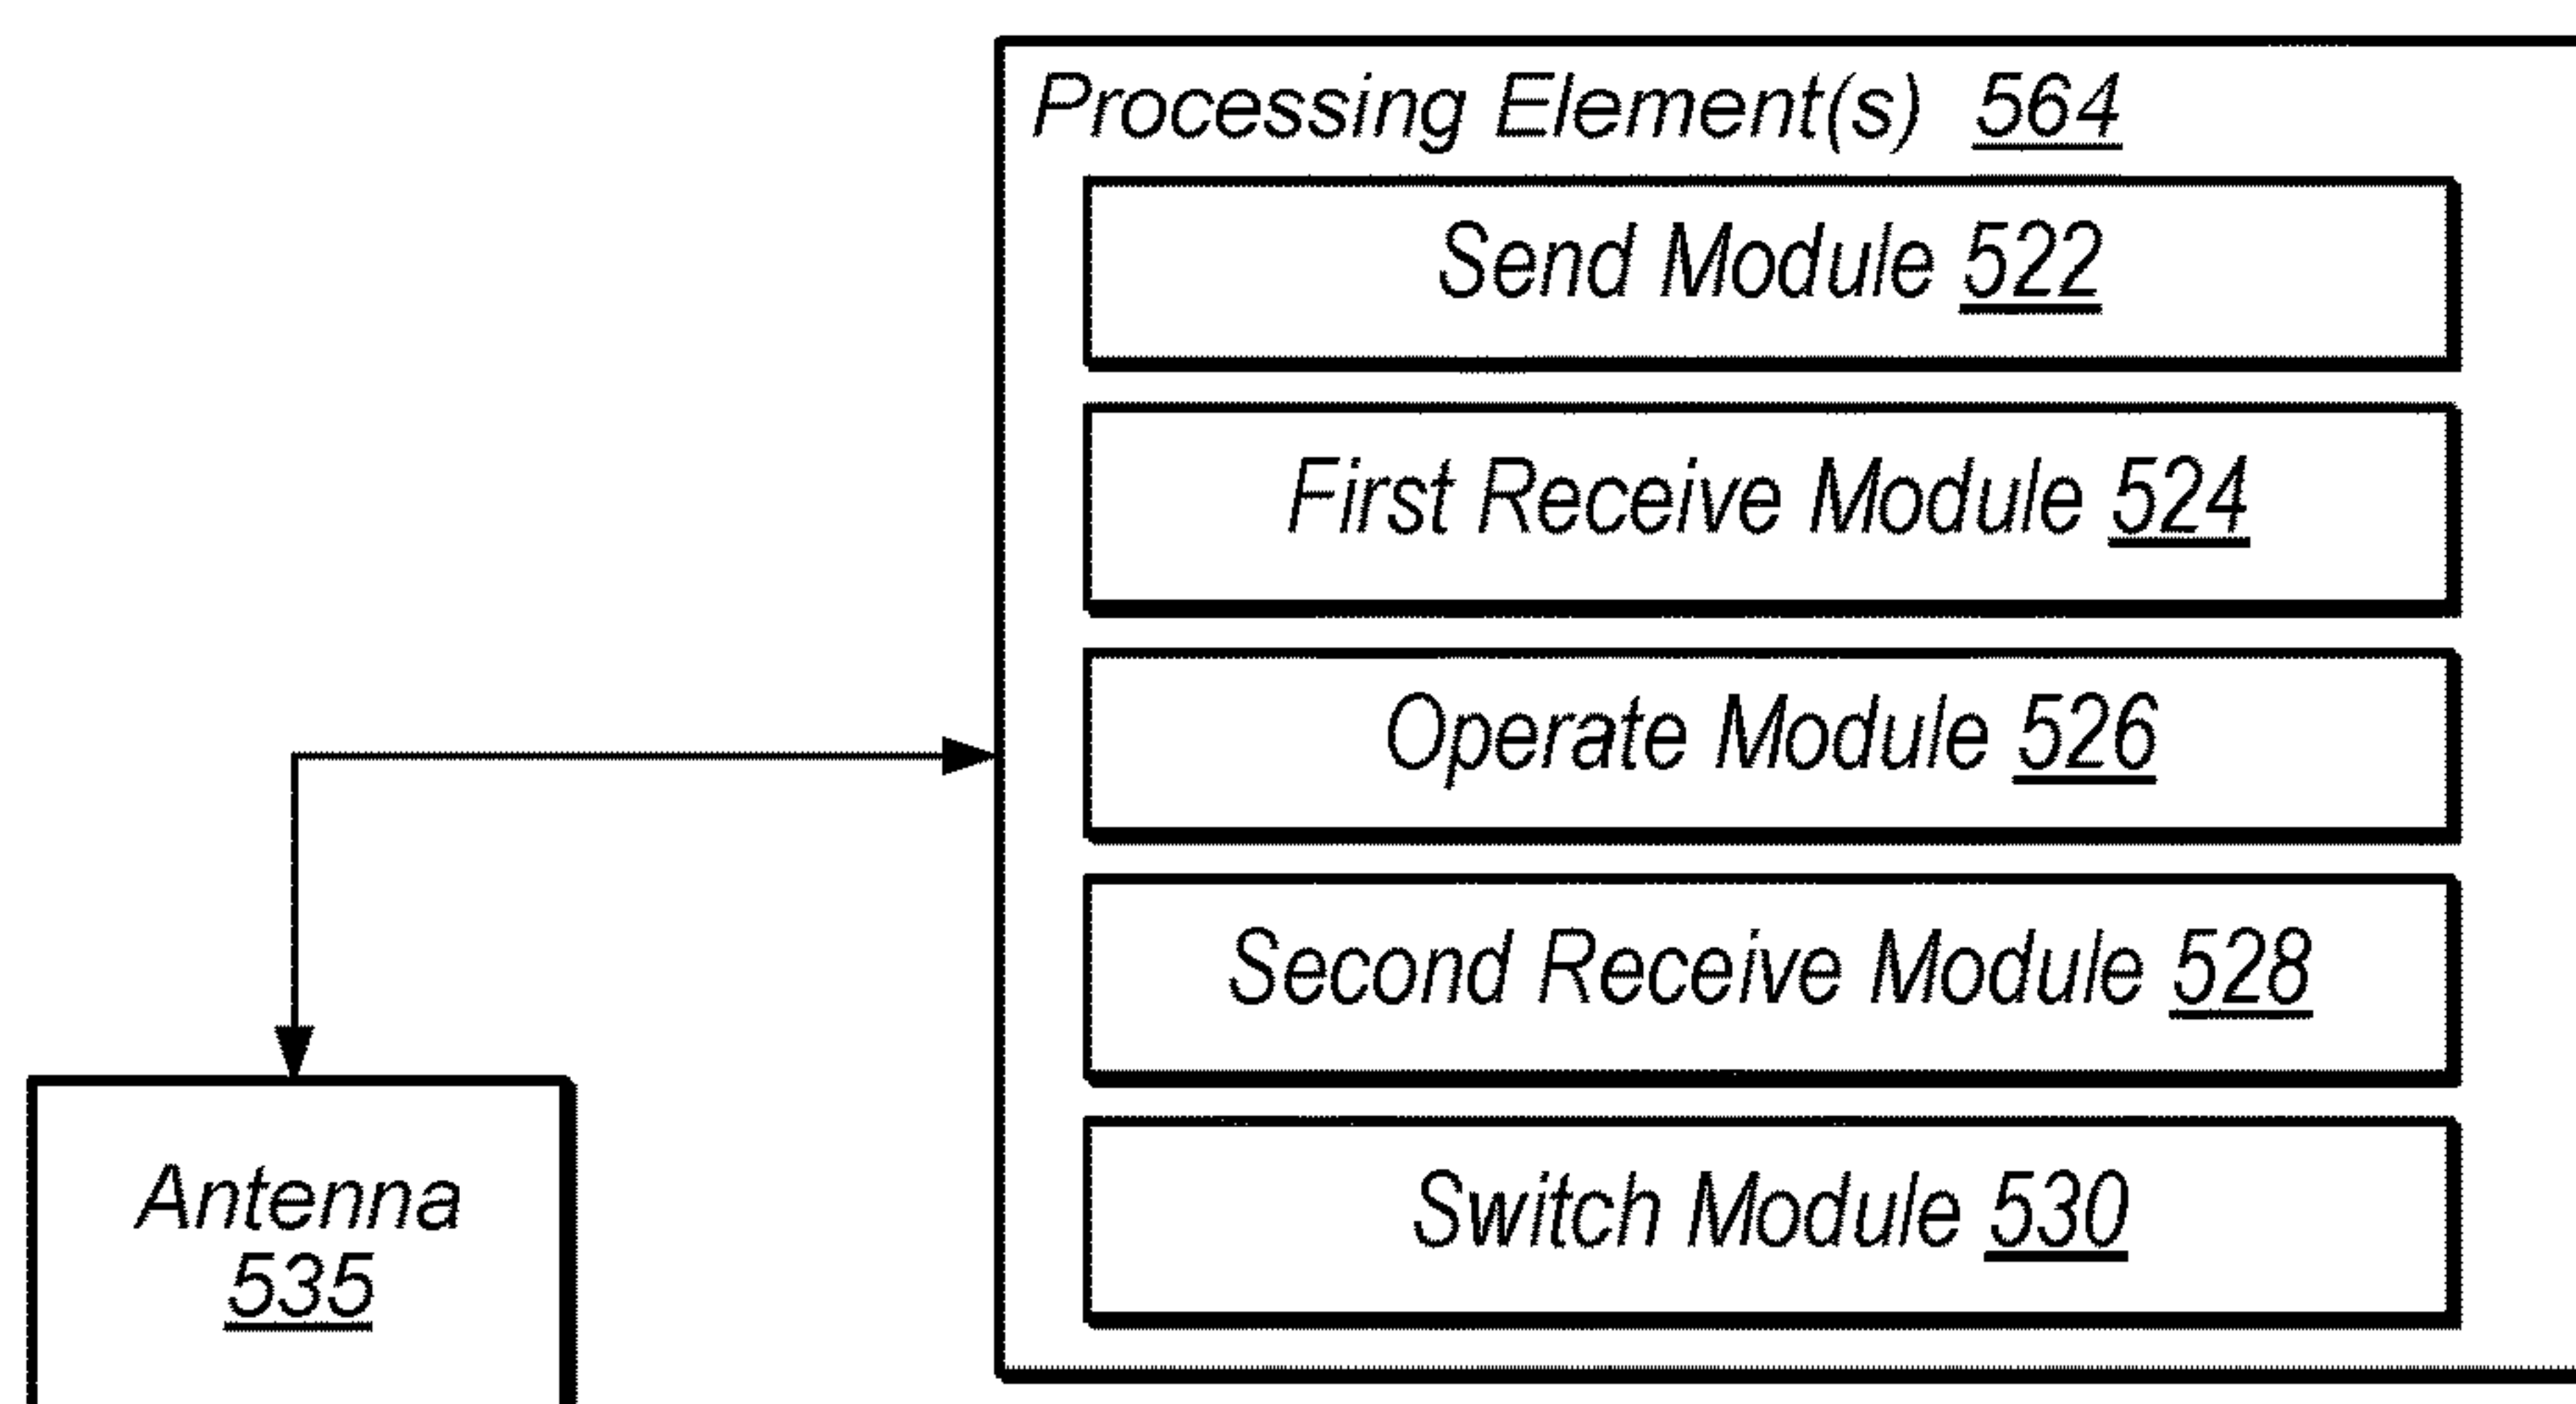 Processing Element(s) 564
Send Module 522
First Receive Module 524
Operate Module 526
Second Receive Module 528
Switch Module 530
Antenna
535